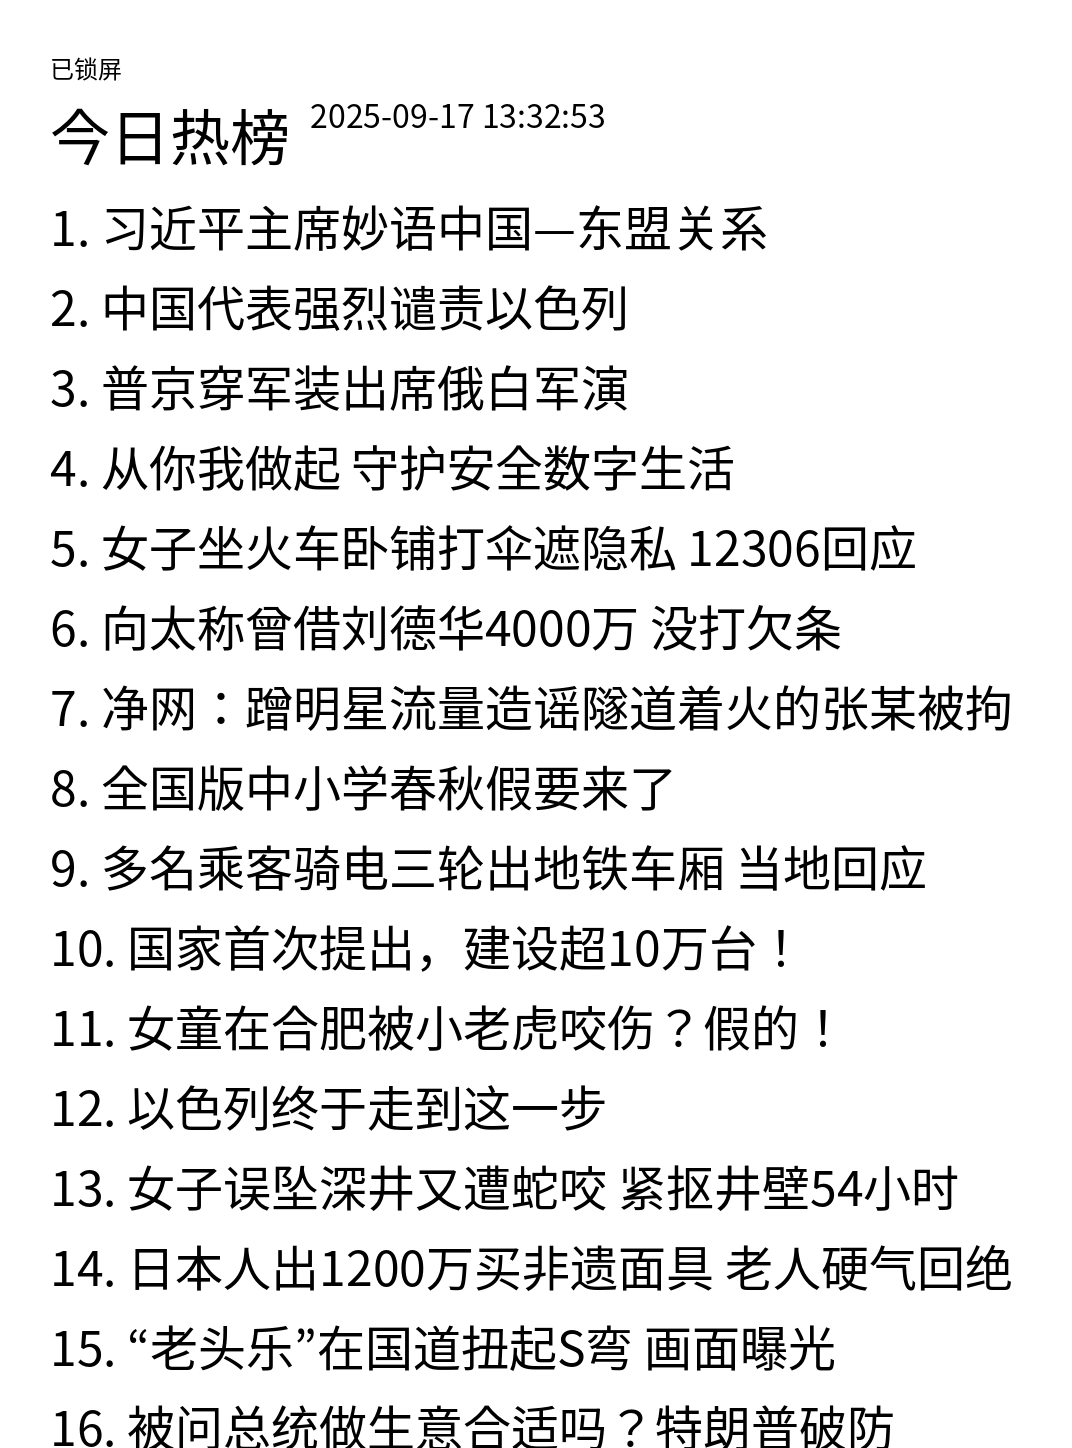 已锁屏
今日热榜 2025-09-17 13:32:53
1. 习近平主席妙语中国—东盟关系
2. 中国代表强烈谴责以色列
3. 普京穿军装出席俄白军演
4. 从你我做起 守护安全数字生活
5. 女子坐火车卧铺打伞遮隐私 12306回应
6. 向太称曾借刘德华4000万 没打欠条
7. 净网：蹭明星流量造谣隧道着火的张某被拘
8. 全国版中小学春秋假要来了
9. 多名乘客骑电三轮出地铁车厢 当地回应
10. 国家首次提出，建设超10万台！
11. 女童在合肥被小老虎咬伤？假的！
12. 以色列终于走到这一步
13. 女子误坠深井又遭蛇咬 紧抠井壁54小时
14. 日本人出1200万买非遗面具 老人硬气回绝
15. “老头乐”在国道扭起S弯 画面曝光
16. 被问总统做生意合适吗？特朗普破防